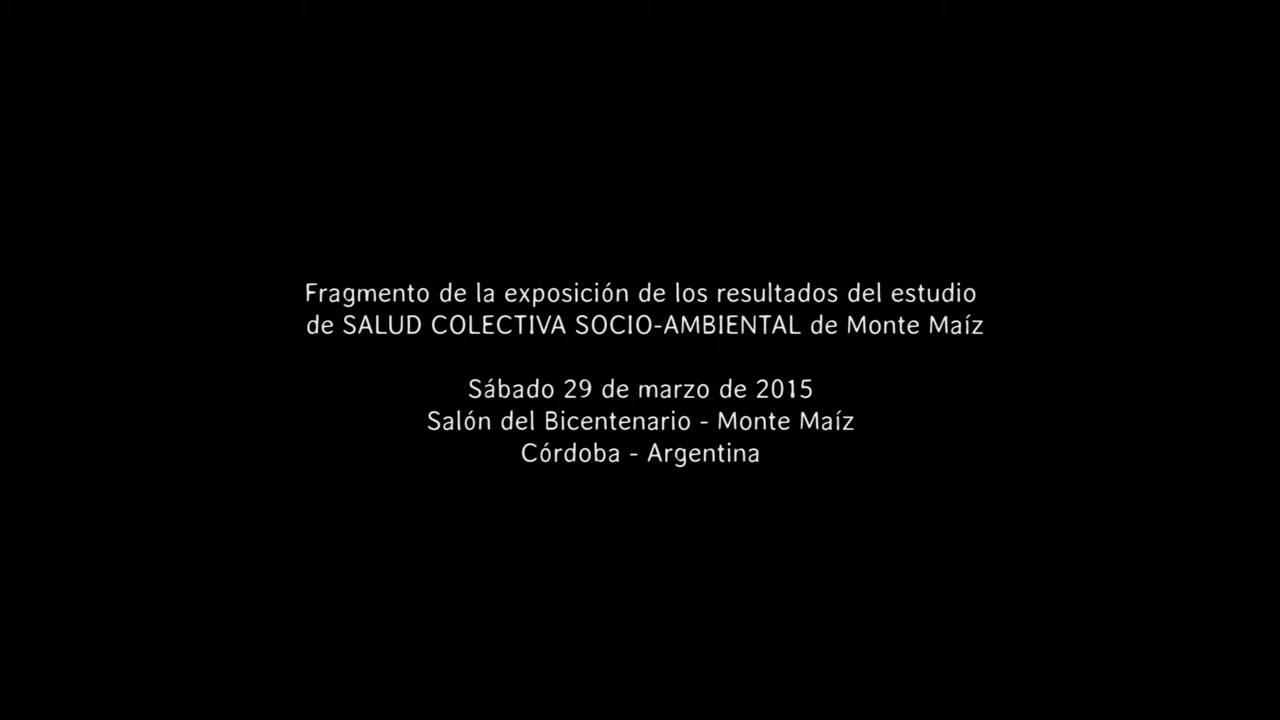 Fragmento de la exposición de los resultados del estudio
de SALUD COLECTIVA SOCIO-AMBIENTAL de Monte Maíz
Sábado 29 de marzo de 2015
Salón del Bicentenario - Monte Maíz
Córdoba - Argentina